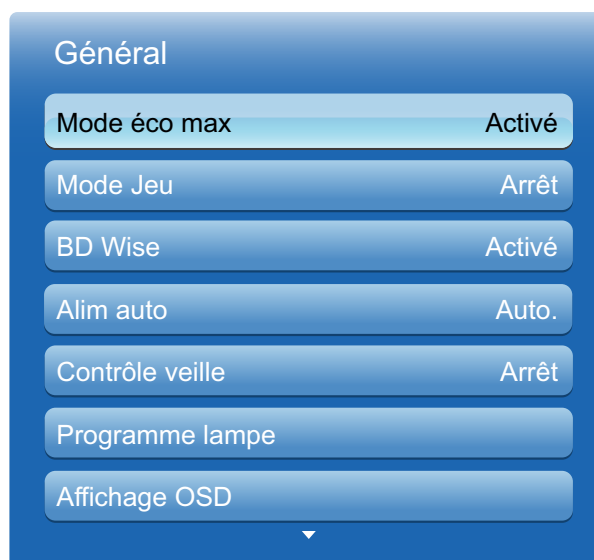 Général
Mode éco max Activé
Mode Jeu Arrêt
BD Wise Activé
Alim auto Auto.
Contrôle veille Arrêt
Programme lampe
Affichage OSD